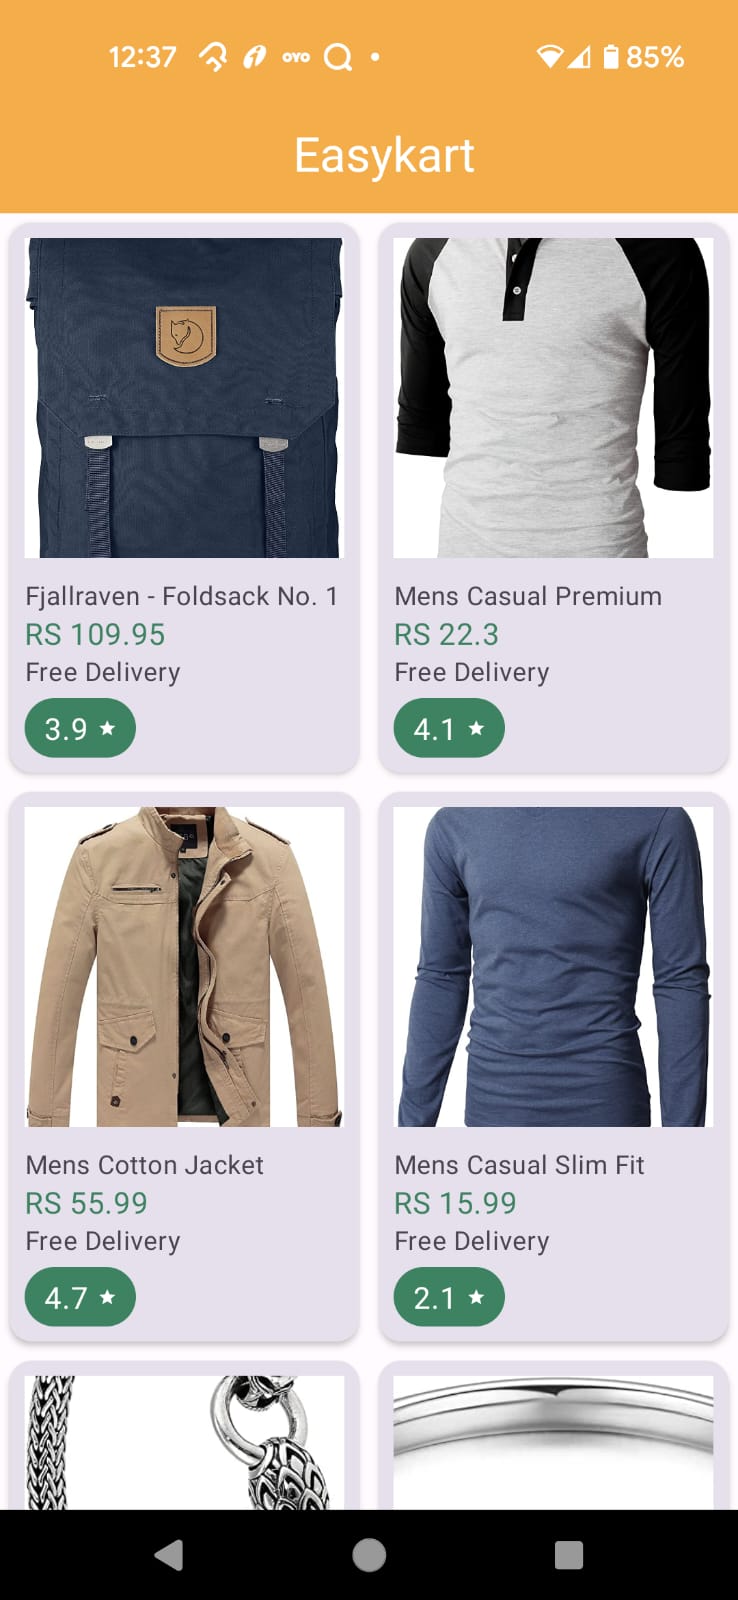 12:37 OYO 85%
Easykart
Fjallraven - Foldsack No. 1
RS 109.95
Free Delivery
3.9
Mens Casual Premium
RS 22.3
Free Delivery
4.1
Mens Cotton Jacket
RS 55.99
Free Delivery
4.7
Mens Casual Slim Fit
RS 15.99
Free Delivery
2.1